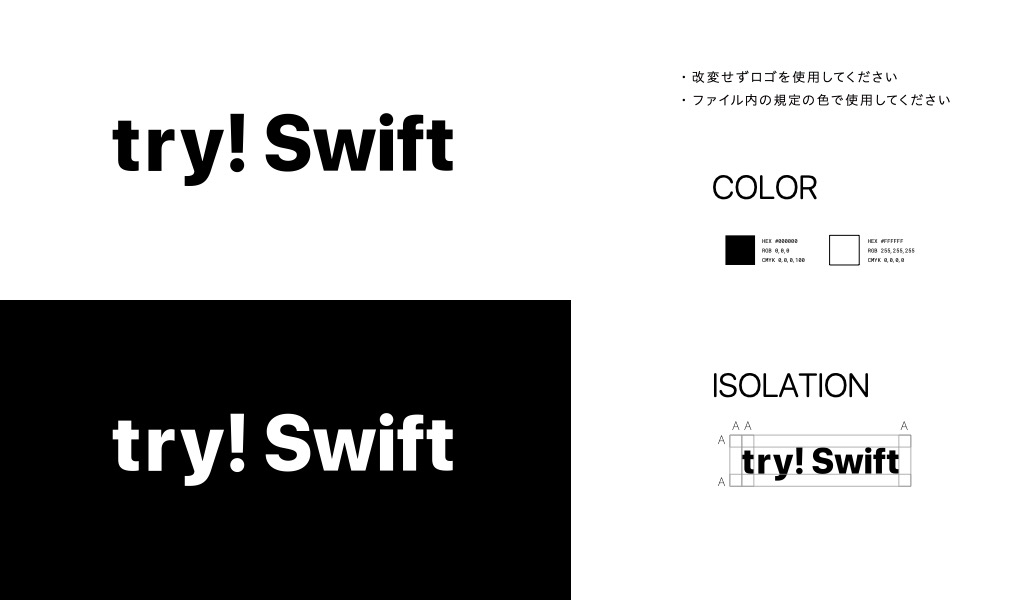 try! Swift
try! Swift
・改変せずロゴを使用してください
・ファイル内の規定の色で使用してください
COLOR
HEX #000000
RGB 0,0,0
CMYK 0,0,0,100
HEX #FFFFFF
RGB 255,255,255
CMYK 0,0,0,0
ISOLATION
A A A
A
try! Swift
A